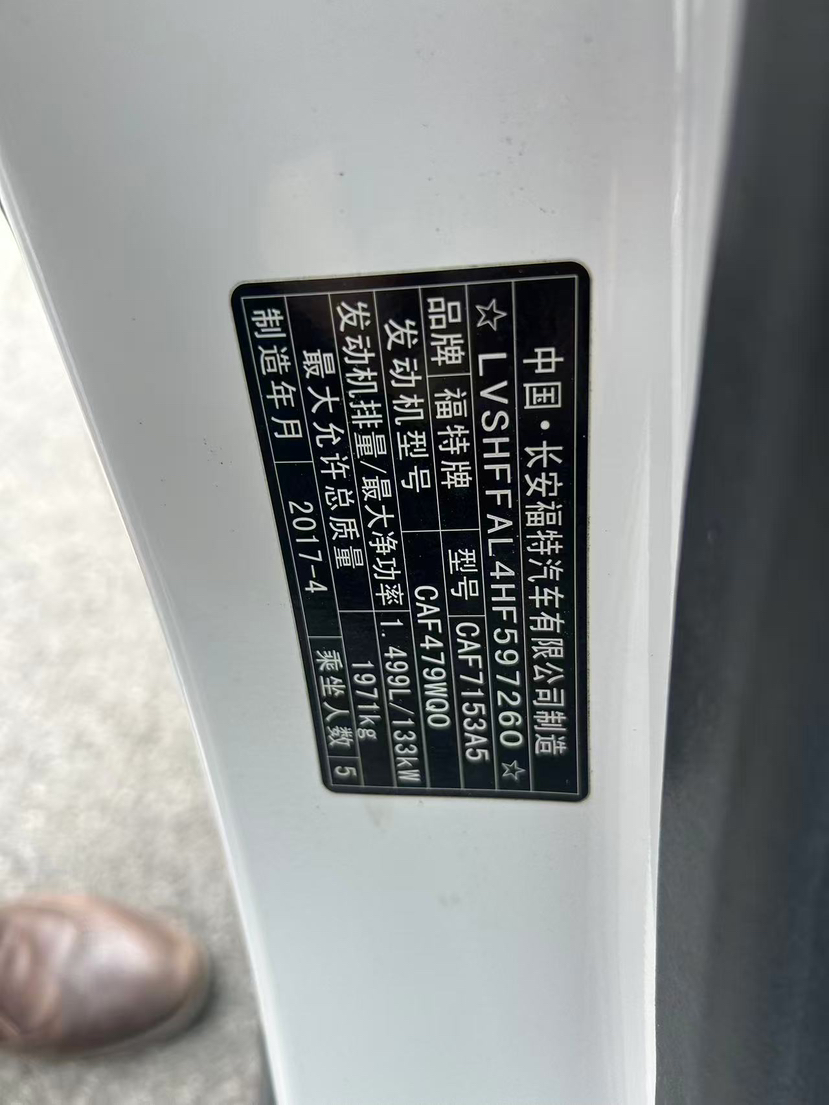 中国·长安福特汽车有限公司制造
☆LVSHFFAL4HF597260☆
品牌 福特牌 型号 CAF7153A5
发动机型号 CAF479WQ0
发动机排量/最大净功率 1.499L/133kW
最大允许总质量 1971kg
制造年月 2017-4 乘坐人数 5